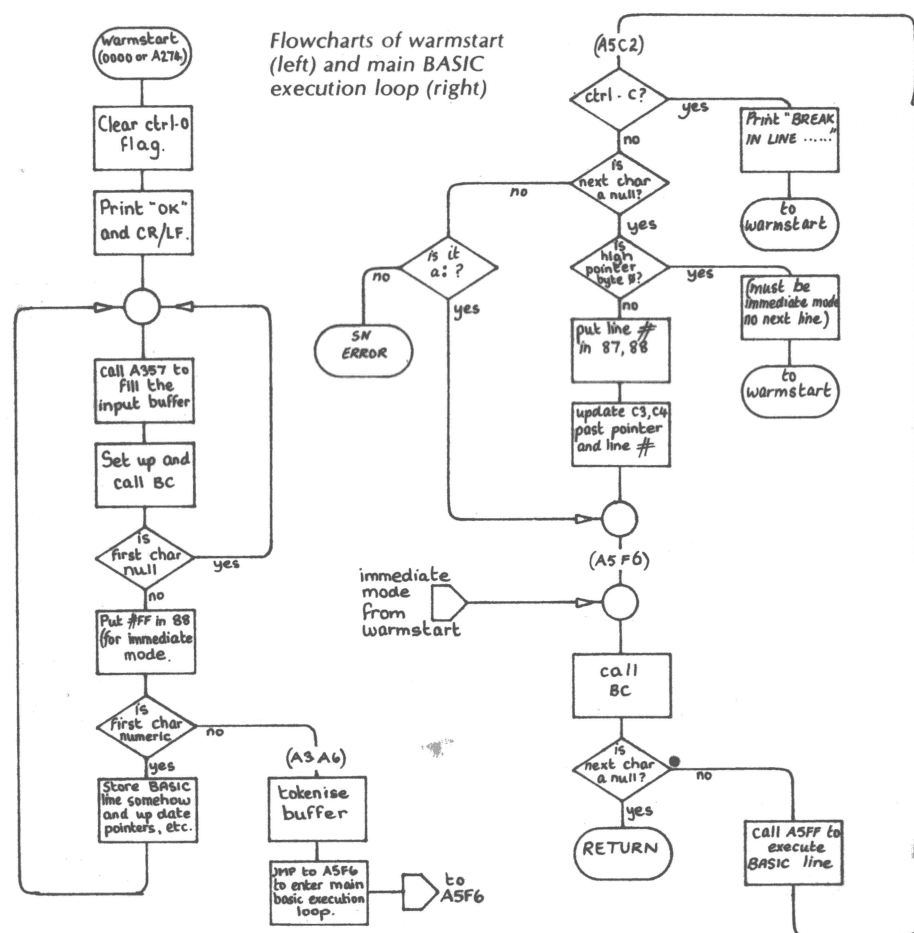 Flowcharts of warmstart
(left) and main BASIC
execution loop (right)
Warmstart
(0000 or A274)
Clear ctrl-O
flag.
Print "OK"
and CR/LF.
call A357 to
fill the
input buffer
Set up and
call BC
is
first char
null
yes
no
Put #FF in 88
(for immediate
mode.
is
first char
numeric
no
yes
Store BASIC
line somehow
and up date
pointers, etc.
(A3A6)
tokenise
buffer
JMP to A5F6
to enter main
basic execution
loop.
to
A5F6
(A5C2)
ctrl-C?
yes
no
Print "BREAK
IN LINE ......"
to
warmstart
is
next char
a null?
no
yes
is it
a: ?
no
yes
SN
ERROR
Is
high
pointer
byte Ø?
yes
no
(must be
immediate mode
no next line)
to
warmstart
put line #
in 87, 88
update C3,C4
past pointer
and line #
(A5F6)
immediate
mode
from
warmstart
call
BC
is
next char
a null?
no
yes
RETURN
call A5FF to
execute
BASIC line